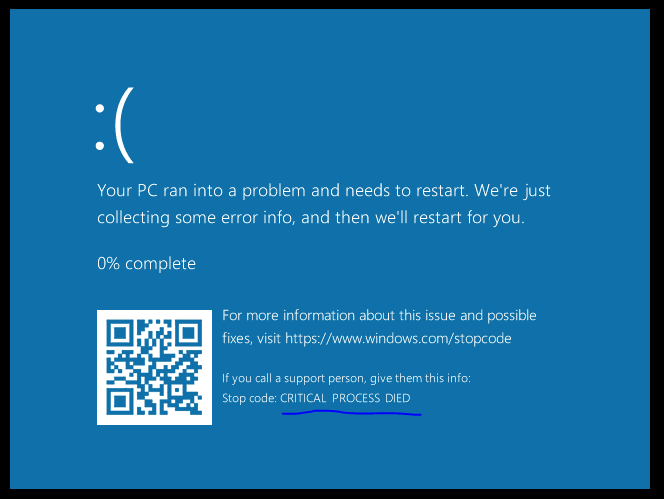 :(
Your PC ran into a problem and needs to restart. We're just
collecting some error info, and then we'll restart for you.
0% complete
For more information about this issue and possible
fixes, visit https://www.windows.com/stopcode
If you call a support person, give them this info:
Stop code: CRITICAL PROCESS DIED